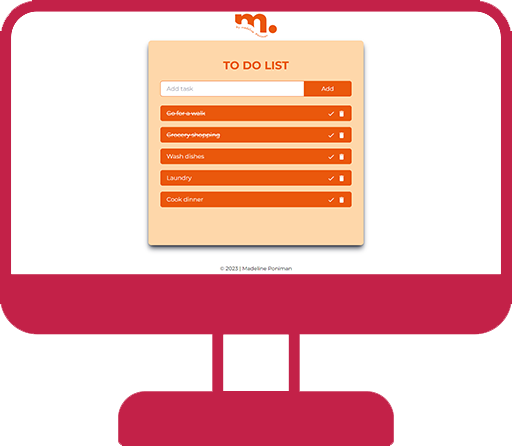 m.
TO DO LIST
Add task Add
Go for a walk
Grocery shopping
Wash dishes
Laundry
Cook dinner
© 2023 | Madeline Poniman